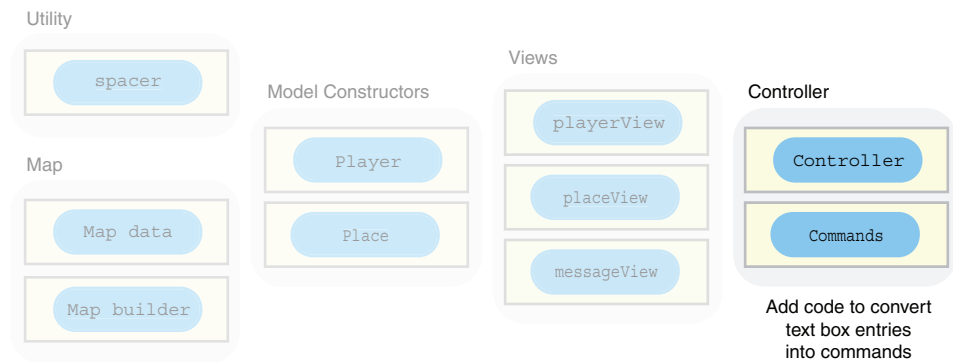 Utility
spacer
Map
Map data
Map builder
Model Constructors
Player
Place
Views
playerView
placeView
messageView
Controller
Controller
Commands
Add code to convert
text box entries
into commands